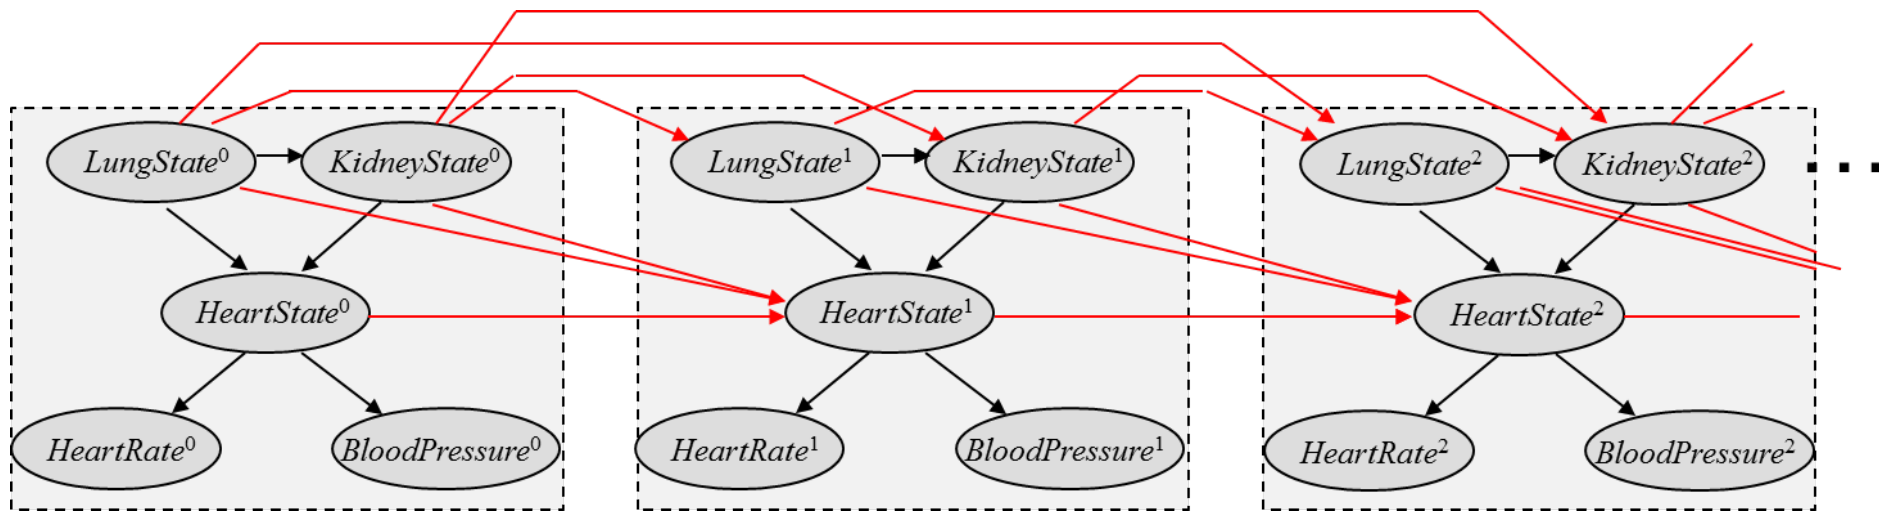 LungState⁰ KidneyState⁰ LungState¹ KidneyState¹ LungState² KidneyState² . . .
HeartState⁰ HeartState¹ HeartState²
HeartRate⁰ BloodPressure⁰ HeartRate¹ BloodPressure¹ HeartRate² BloodPressure²